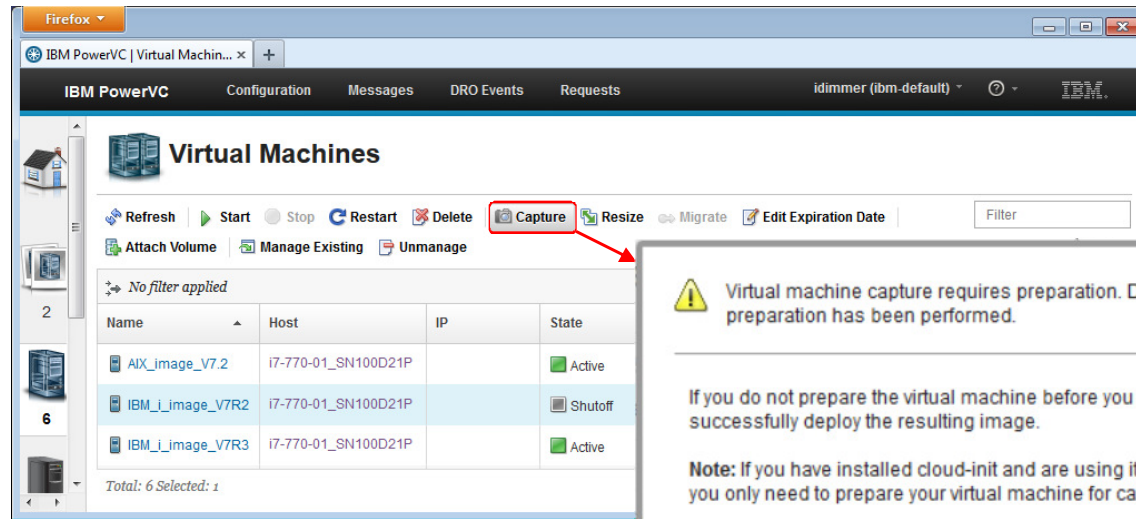 Firefox
IBM PowerVC | Virtual Machin... × +
IBM PowerVC Configuration Messages DRO Events Requests idimmer (ibm-default) ? IBM.
Virtual Machines
Refresh Start Stop Restart Delete Capture Resize Migrate Edit Expiration Date Filter
Attach Volume Manage Existing Unmanage
No filter applied
Name Host IP State
AIX_image_V7.2 i7-770-01_SN100D21P Active
IBM_i_image_V7R2 i7-770-01_SN100D21P Shutoff
IBM_i_image_V7R3 i7-770-01_SN100D21P Active
Total: 6 Selected: 1
2
6
Virtual machine capture requires preparation. D
preparation has been performed.
If you do not prepare the virtual machine before you
successfully deploy the resulting image.
Note: If you have installed cloud-init and are using it
you only need to prepare your virtual machine for ca